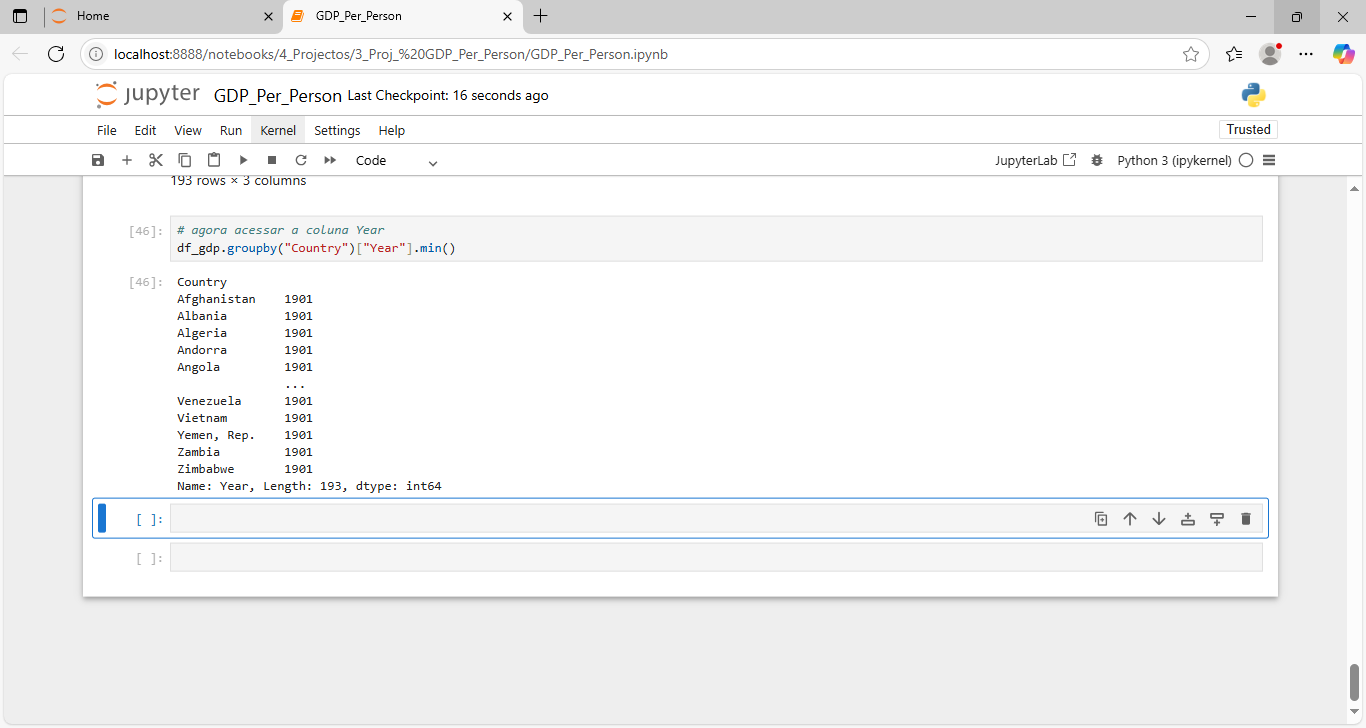 Home
GDP_Per_Person
localhost:8888/notebooks/4_Projectos/3_Proj_%20GDP_Per_Person/GDP_Per_Person.ipynb
jupyter GDP_Per_Person Last Checkpoint: 16 seconds ago
File Edit View Run Kernel Settings Help
Trusted
Code
JupyterLab Python 3 (ipykernel)
193 rows × 3 columns
[46]: # agora acessar a coluna Year
df_gdp.groupby("Country")["Year"].min()
[46]: Country
Afghanistan 1901
Albania 1901
Algeria 1901
Andorra 1901
Angola 1901
...
Venezuela 1901
Vietnam 1901
Yemen, Rep. 1901
Zambia 1901
Zimbabwe 1901
Name: Year, Length: 193, dtype: int64
[ ]:
[ ]: